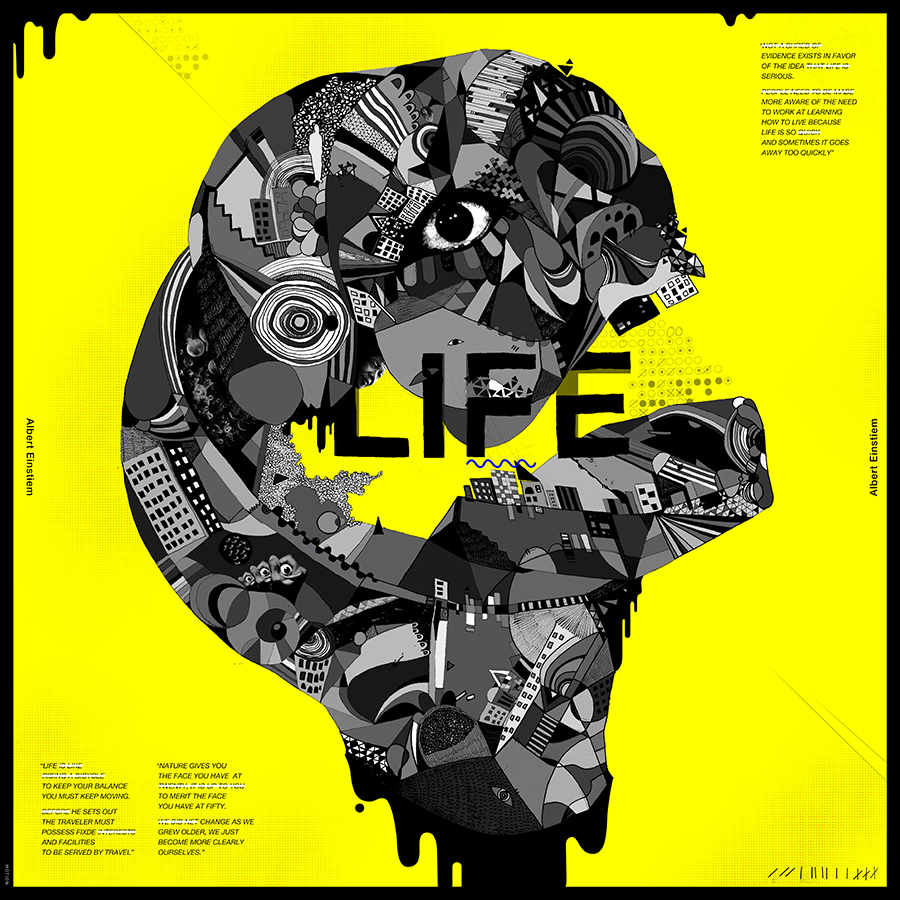 "NOT A SHRED OF
EVIDENCE EXISTS IN FAVOR
OF THE IDEA THAT LIFE IS
SERIOUS.
PEOPLE NEED TO BE MADE
MORE AWARE OF THE NEED
TO WORK AT LEARNING
HOW TO LIVE BECAUSE
LIFE IS SO QUICK
AND SOMETIMES IT GOES
AWAY TOO QUICKLY"
LIFE
Albert Einstiem
Albert Einstiem
"LIFE IS LIKE
RIDING A BICYCLE
TO KEEP YOUR BALANCE
YOU MUST KEEP MOVING.
BEFORE HE SETS OUT
THE TRAVELER MUST
POSSESS FIXDE INTERESTS
AND FACILITIES
TO BE SERVED BY TRAVEL"
"NATURE GIVES YOU
THE FACE YOU HAVE AT
TWENTY, IT IS UP TO YOU
TO MERIT THE FACE
YOU HAVE AT FIFTY.
WE DID NOT CHANGE AS WE
GREW OLDER, WE JUST
BECOME MORE CLEARLY
OURSELVES."